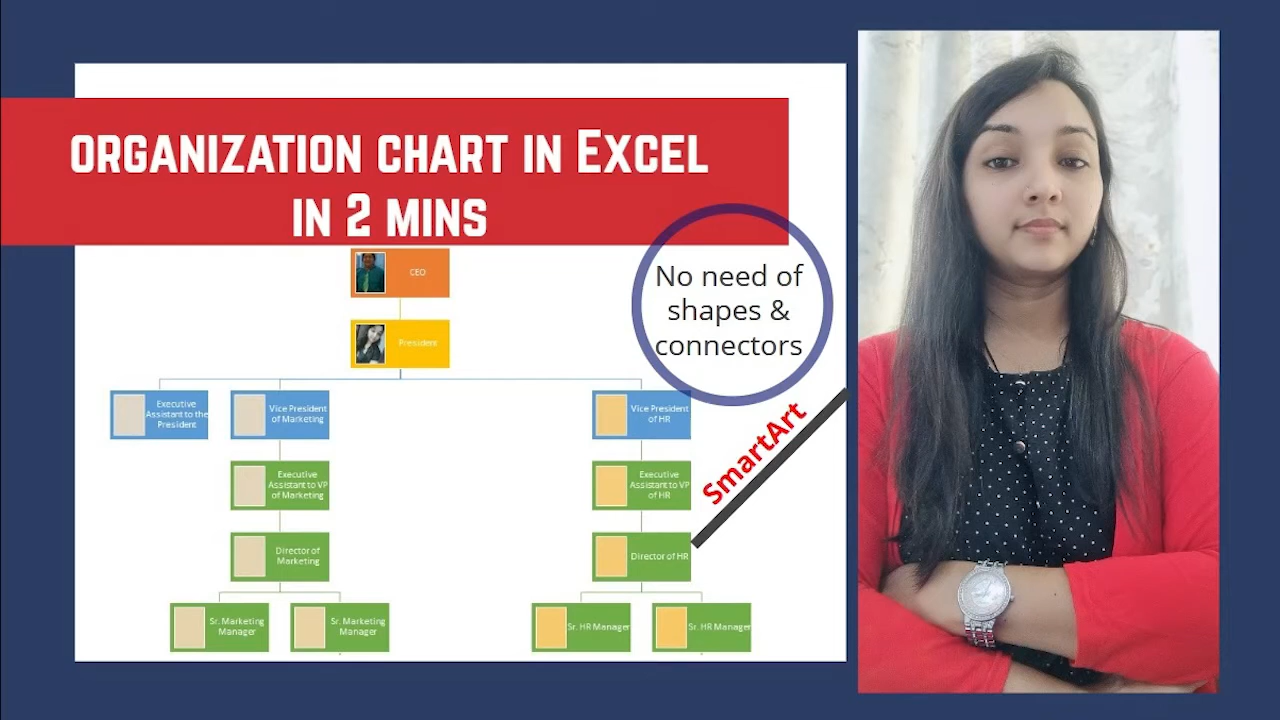 ORGANIZATION CHART IN EXCEL
IN 2 MINS
CEO
No need of
shapes &
connectors
President
Executive
Assistant to the
President
Vice President
of Marketing
Vice President
of HR
SmartArt
Executive
Assistant to VP
of Marketing
Executive
Assistant to VP
of HR
Director of
Marketing
Director of HR
Sr. Marketing
Manager
Sr. Marketing
Manager
Sr. HR Manager
Sr. HR Manager